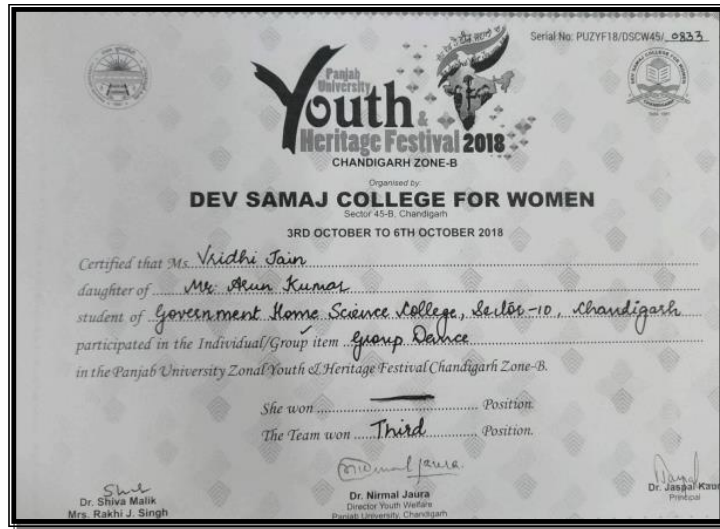 Serial No: PUZYF18/DSCW45/ 0833
Panjab
University
Youth &
Heritage Festival 2018
CHANDIGARH ZONE-B
Organised by:
DEV SAMAJ COLLEGE FOR WOMEN
Sector 45-B, Chandigarh
3RD OCTOBER TO 6TH OCTOBER 2018
Certified that Ms. Vridhi Jain
daughter of Mr. Arun Kumar
student of Government Home Science College, Sector-10, Chandigarh
participated in the Individual/Group item Group Dance
in the Panjab University Zonal Youth & Heritage Festival Chandigarh Zone-B.
She won Position.
The Team won Third Position.
Dr. Shiva Malik
Mrs. Rakhi J. Singh
Dr. Nirmal Jaura
Director Youth Welfare
Panjab University, Chandigarh
Dr. Jaspal Kaur
Principal